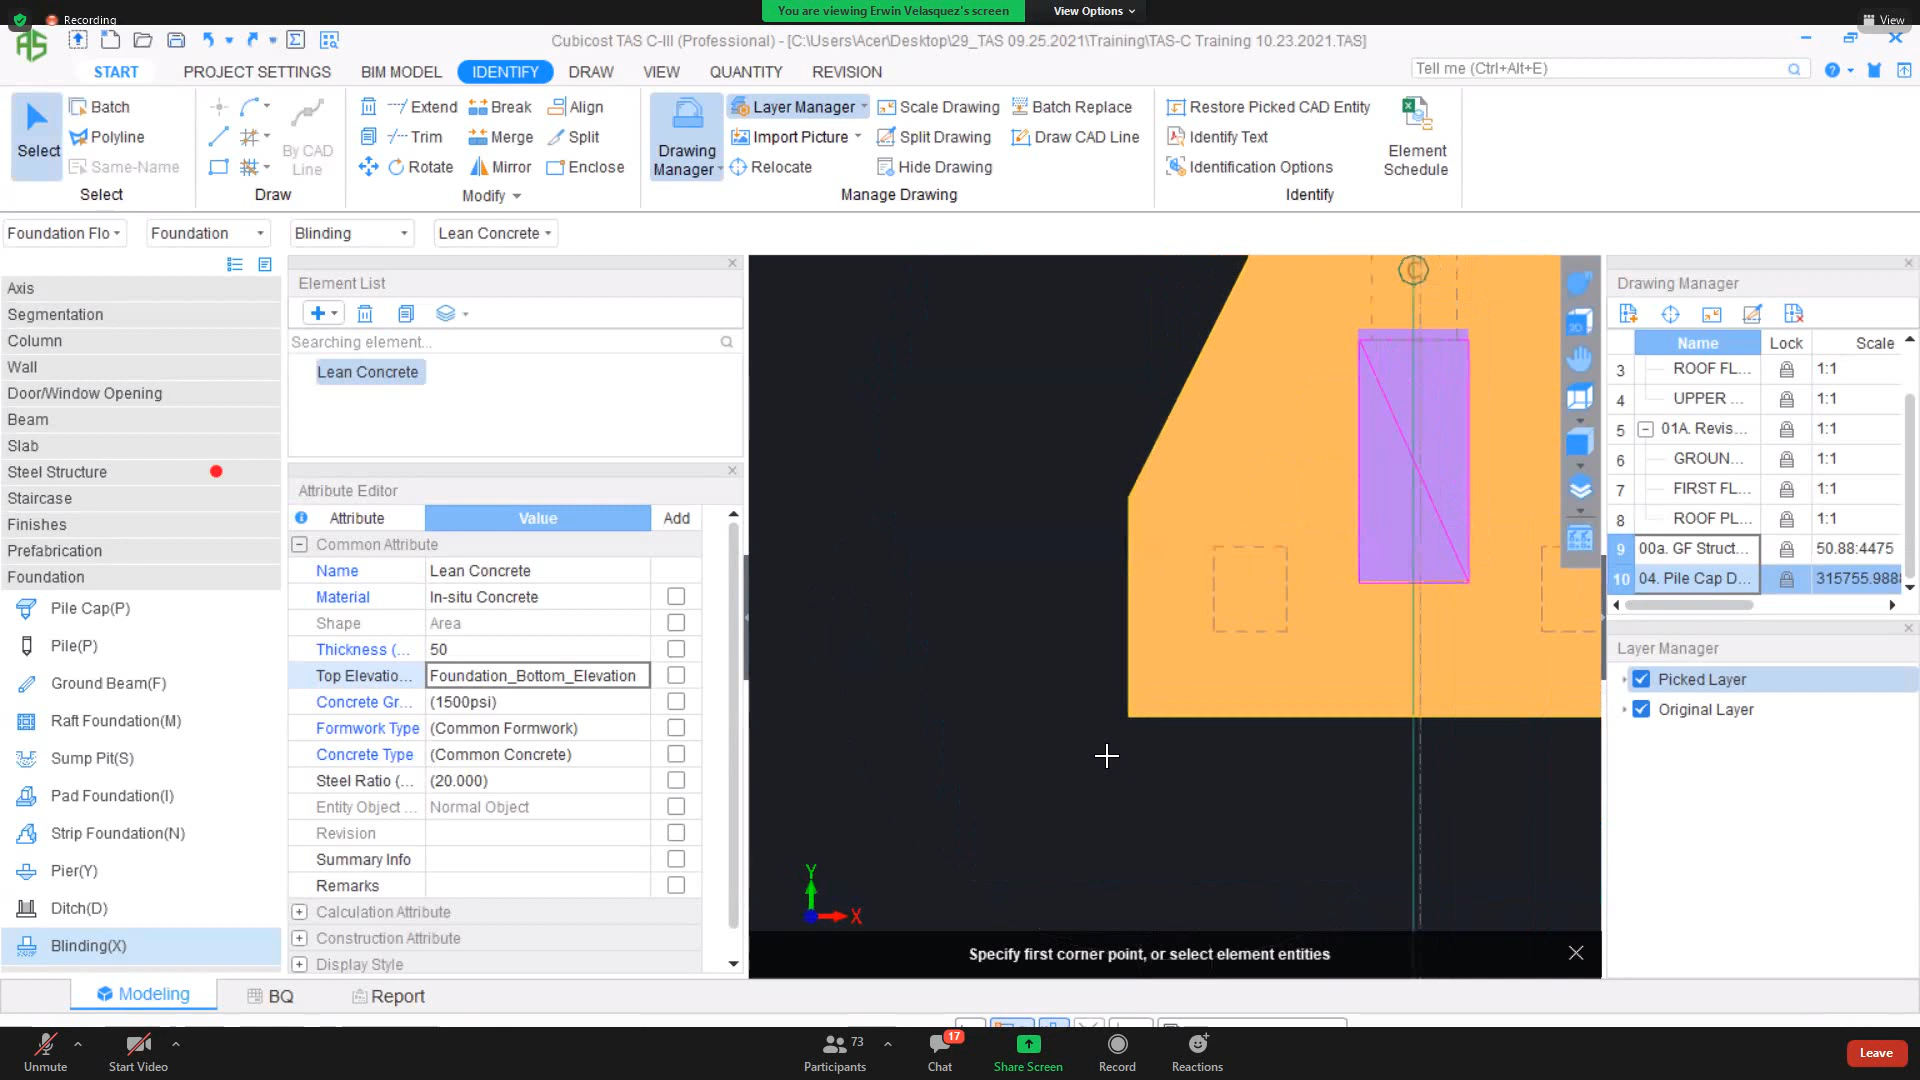 Recording
You are viewing Erwin Velasquez's screen
View Options
View
Cubicost TAS C-III (Professional) - [C:\Users\Acer\Desktop\29_TAS 09.25.2021\Training\TAS-C Training 10.23.2021.TAS]
START
PROJECT SETTINGS
BIM MODEL
IDENTIFY
DRAW
VIEW
QUANTITY
REVISION
Tell me (Ctrl+Alt+E)
Select
Batch
Polyline
Same-Name
Select
By CAD
Line
Draw
Extend
Break
Align
Trim
Merge
Split
Rotate
Mirror
Enclose
Modify
Drawing
Manager
Layer Manager
Scale Drawing
Batch Replace
Import Picture
Split Drawing
Draw CAD Line
Relocate
Hide Drawing
Manage Drawing
Restore Picked CAD Entity
Identify Text
Identification Options
Element
Schedule
Identify
Foundation Flo
Foundation
Blinding
Lean Concrete
Axis
Segmentation
Column
Wall
Door/Window Opening
Beam
Slab
Steel Structure
Staircase
Finishes
Prefabrication
Foundation
Pile Cap(P)
Pile(P)
Ground Beam(F)
Raft Foundation(M)
Sump Pit(S)
Pad Foundation(I)
Strip Foundation(N)
Pier(Y)
Ditch(D)
Blinding(X)
Element List
Searching element...
Lean Concrete
Attribute Editor
Attribute Value Add
Common Attribute
Name Lean Concrete
Material In-situ Concrete
Shape Area
Thickness (... 50
Top Elevatio... Foundation_Bottom_Elevation
Concrete Gr... (1500psi)
Formwork Type (Common Formwork)
Concrete Type (Common Concrete)
Steel Ratio (... (20.000)
Entity Object ... Normal Object
Revision
Summary Info
Remarks
Calculation Attribute
Construction Attribute
Display Style
C
3D
Y
X
Specify first corner point, or select element entities
Drawing Manager
Name Lock Scale
3 ROOF FL... 1:1
4 UPPER ... 1:1
5 01A. Revis... 1:1
6 GROUN... 1:1
7 FIRST FL... 1:1
8 ROOF PL... 1:1
9 00a. GF Struct... 50.88:4475
10 04. Pile Cap D... 315755.988
Layer Manager
Picked Layer
Original Layer
Modeling
BQ
Report
Unmute
Start Video
73
Participants
17
Chat
Share Screen
Record
Reactions
Leave